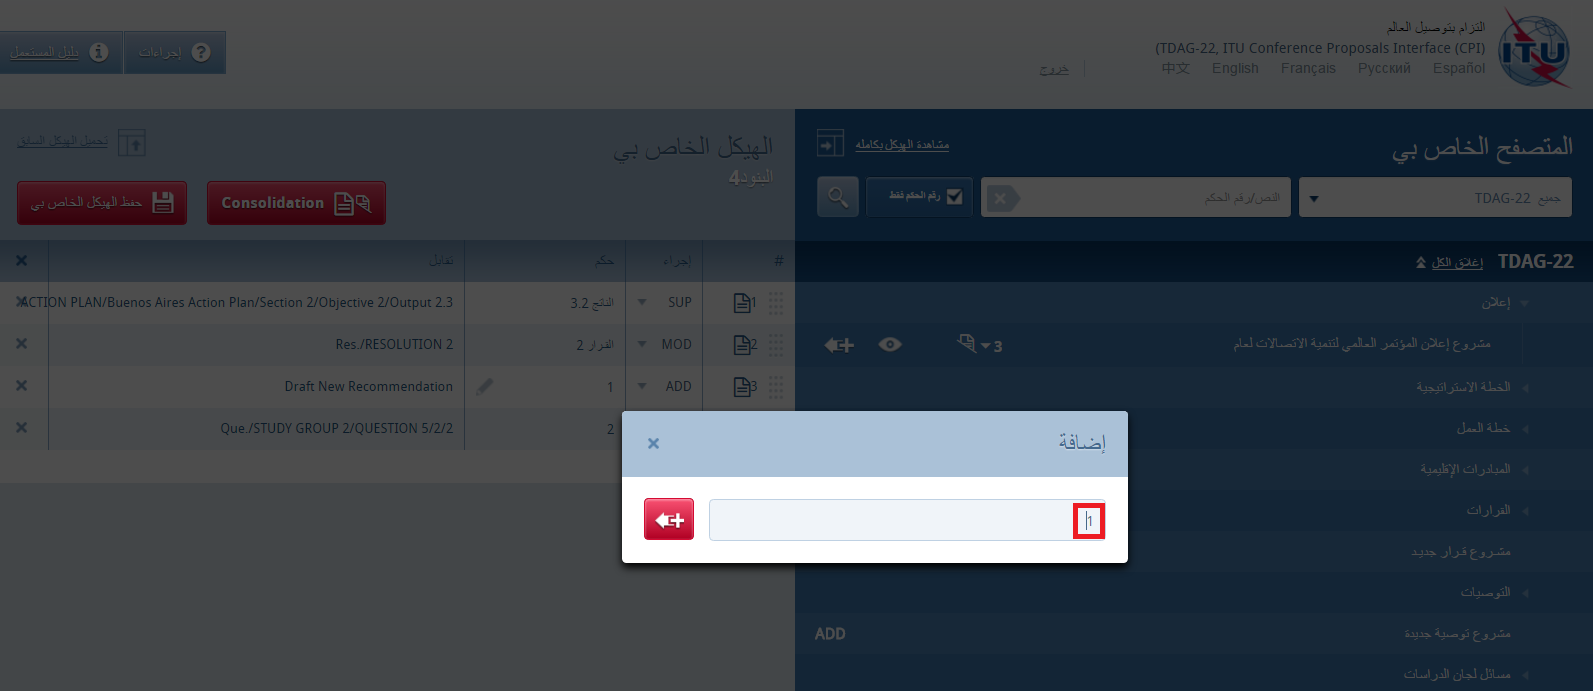 التزام بتوصيل العالم
(TDAG-22, ITU Conference Proposals Interface (CPI)
中文 English Français Русский Español
خروج
ITU
إجراءات
دليل المستعمل
المتصفح الخاص بي
مشاهدة الهيكل بكامله
جميع TDAG-22
النص/رقم الحكم
رقم الحكم فقط
TDAG-22 إغلاق الكل
إعلان
مشروع إعلان المؤتمر العالمي لتنمية الاتصالات لعام
3
الخطة الاستراتيجية
خطة العمل
المبادرات الإقليمية
القرارات
مشروع قرار جديد
التوصيات
مشروع توصية جديدة
ADD
مسائل لجان الدراسات
الهيكل الخاص بي
البنود4
تحميل الهيكل السابق
Consolidation
حفظ الهيكل الخاص بي
# إجراء حكم تقابل
1 SUP الناتج 3.2 ACTION PLAN/Buenos Aires Action Plan/Section 2/Objective 2/Output 2.3
2 MOD القرار 2 Res./RESOLUTION 2
3 ADD 1 Draft New Recommendation
2 Que./STUDY GROUP 2/QUESTION 5/2/2
إضافة
1